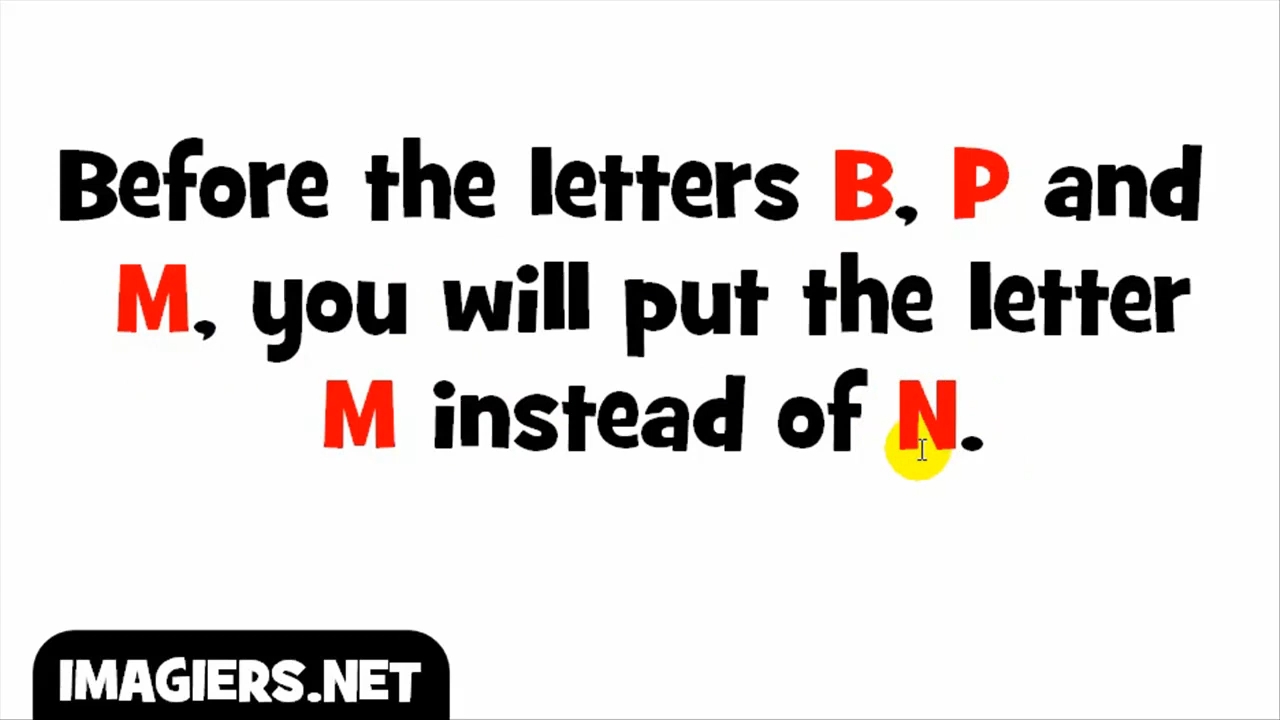 Before the letters B, P and
M, you will put the letter
M instead of N.
IMAGIERS.NET